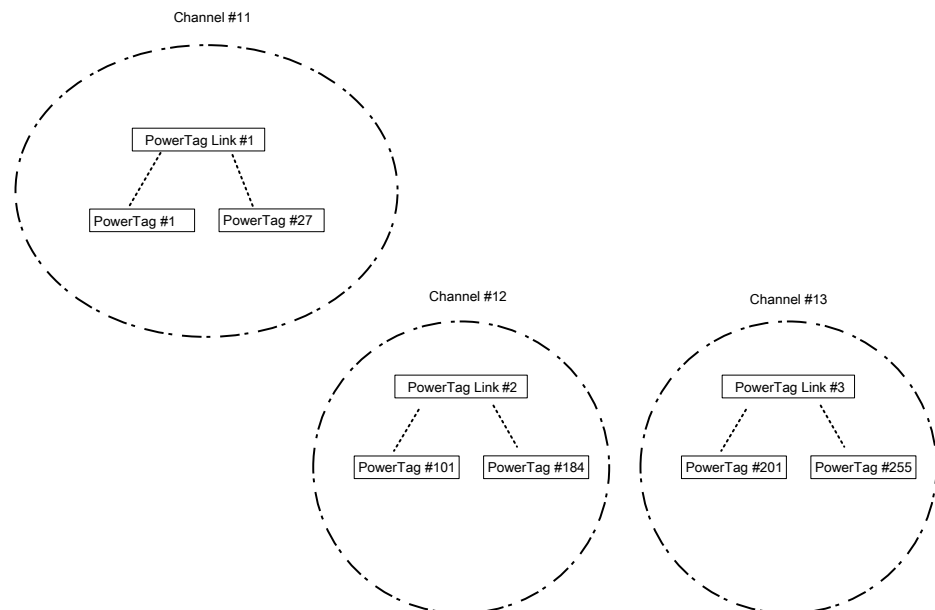 Channel #11
PowerTag Link #1
PowerTag #1
PowerTag #27
Channel #12
PowerTag Link #2
PowerTag #101
PowerTag #184
Channel #13
PowerTag Link #3
PowerTag #201
PowerTag #255